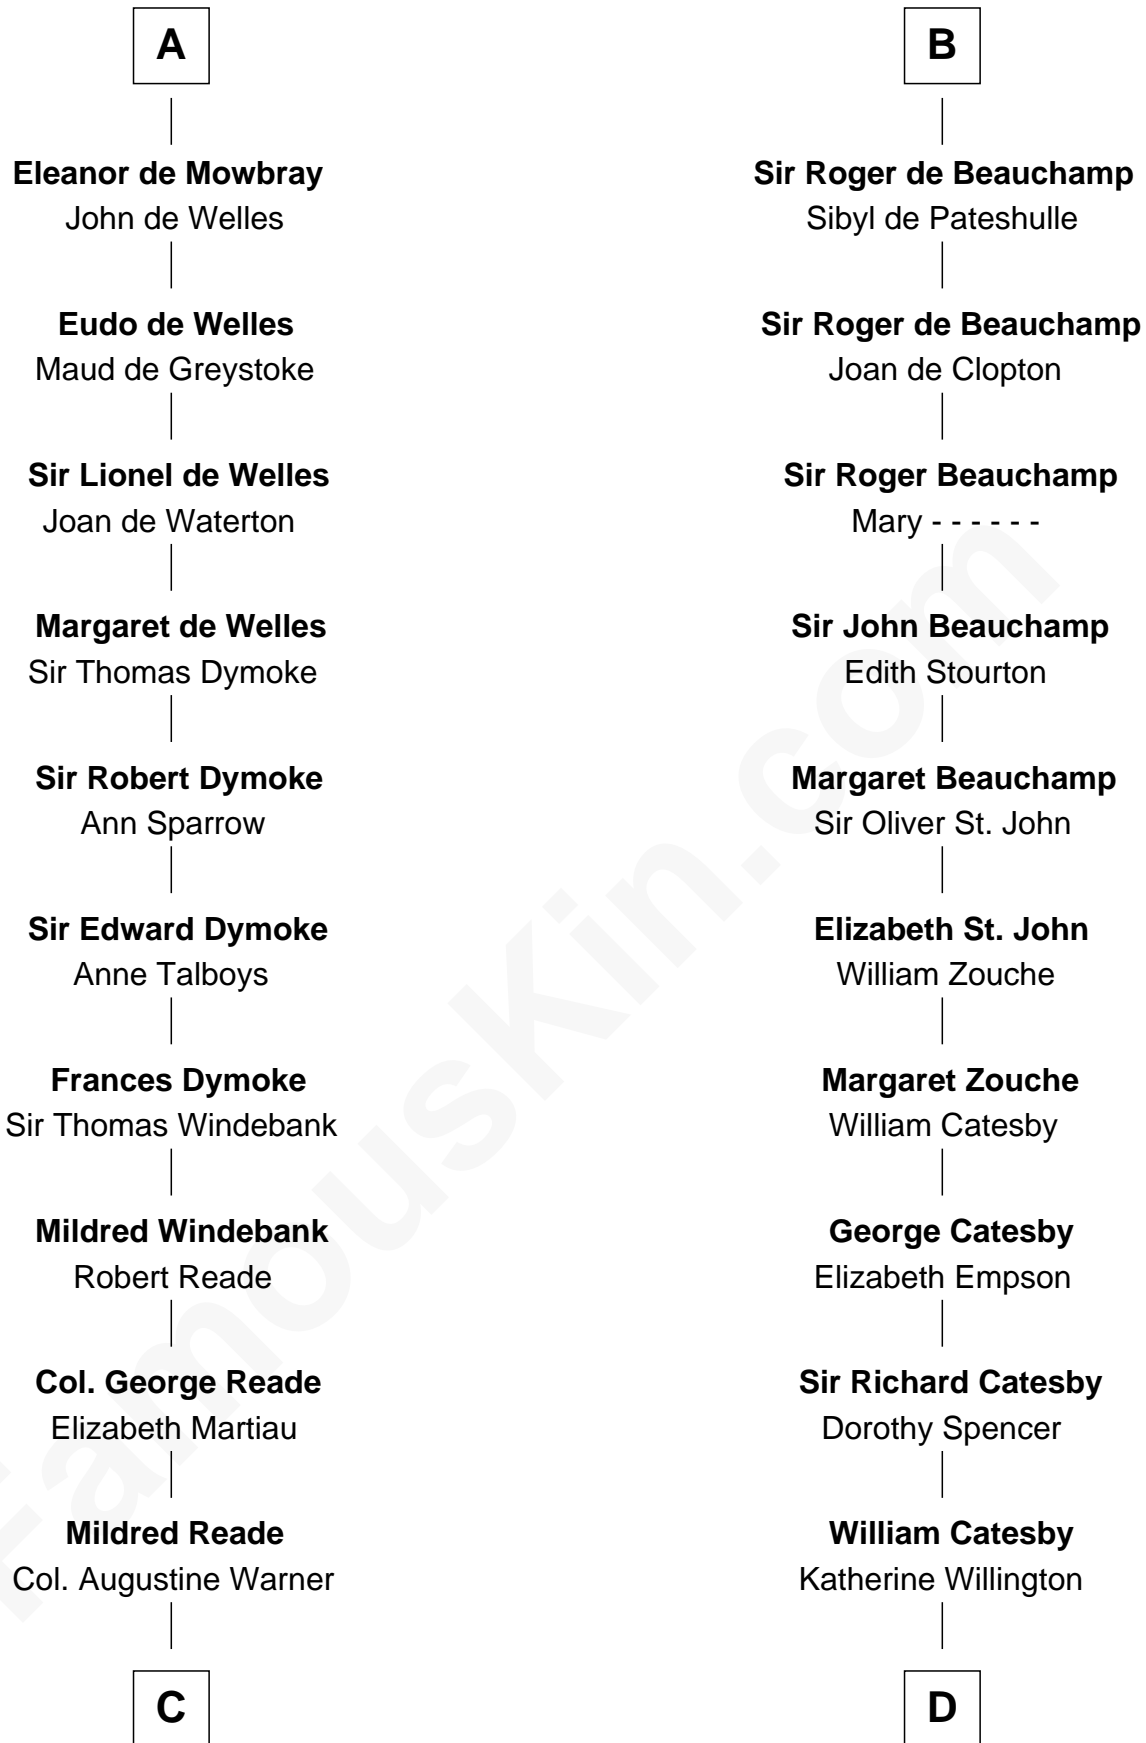 A
Eleanor de Mowbray
John de Welles
Eudo de Welles
Maud de Greystoke
Sir Lionel de Welles
Joan de Waterton
Margaret de Welles
Sir Thomas Dymoke
Sir Robert Dymoke
Ann Sparrow
Sir Edward Dymoke
Anne Talboys
Frances Dymoke
Sir Thomas Windebank
Mildred Windebank
Robert Reade
Col. George Reade
Elizabeth Martiau
Mildred Reade
Col. Augustine Warner
C
B
Sir Roger de Beauchamp
Sibyl de Pateshulle
Sir Roger de Beauchamp
Joan de Clopton
Sir Roger Beauchamp
Mary - - - - - -
Sir John Beauchamp
Edith Stourton
Margaret Beauchamp
Sir Oliver St. John
Elizabeth St. John
William Zouche
Margaret Zouche
William Catesby
George Catesby
Elizabeth Empson
Sir Richard Catesby
Dorothy Spencer
William Catesby
Katherine Willington
D
FamousKin.com